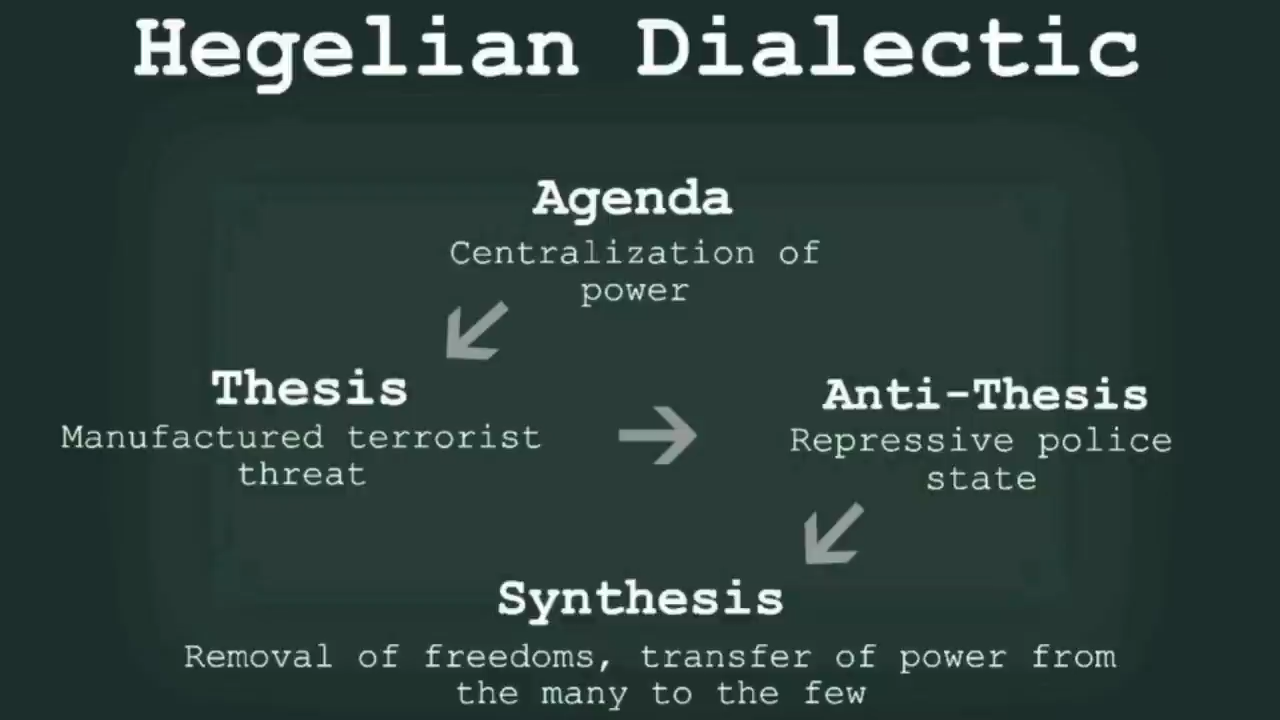 Hegelian Dialectic
Agenda
Centralization of
power
Thesis
Manufactured terrorist
threat
Anti-Thesis
Repressive police
state
Synthesis
Removal of freedoms, transfer of power from
the many to the few